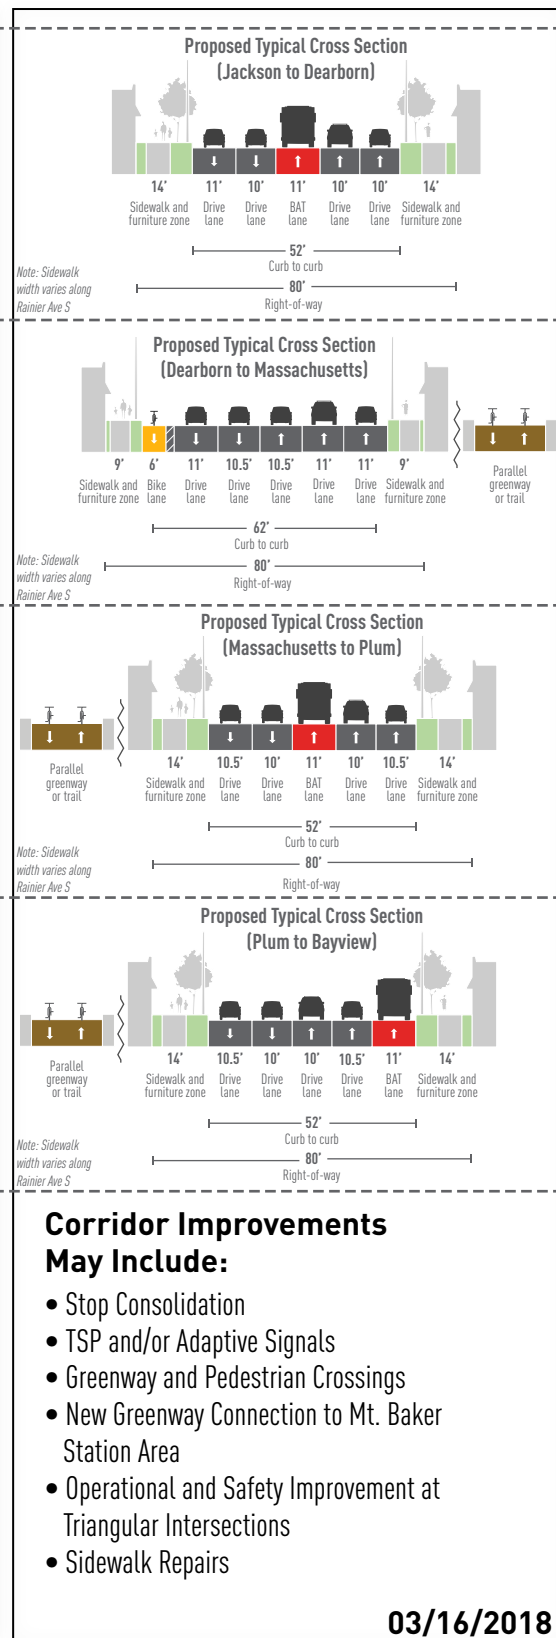 Proposed Typical Cross Section
(Jackson to Dearborn)
14' 11' 10' 11' 10' 10' 14'
Sidewalk and Drive Drive BAT Drive Drive Sidewalk and
furniture zone lane lane lane lane lane furniture zone
52'
Curb to curb
80'
Right-of-way
Note: Sidewalk
width varies along
Rainier Ave S
Proposed Typical Cross Section
(Dearborn to Massachusetts)
9' 6' 11' 10.5' 10.5' 11' 11' 9' Parallel
Sidewalk and Bike Drive Drive Drive Drive Drive Sidewalk and greenway
furniture zone lane lane lane lane lane lane furniture zone or trail
62'
Curb to curb
80'
Right-of-way
Note: Sidewalk
width varies along
Rainier Ave S
Proposed Typical Cross Section
(Massachusetts to Plum)
14' 10.5' 10' 11' 10' 10.5' 14'
Parallel Sidewalk and Drive Drive BAT Drive Drive Sidewalk and
greenway furniture zone lane lane lane lane lane furniture zone
or trail
52'
Curb to curb
80'
Right-of-way
Note: Sidewalk
width varies along
Rainier Ave S
Proposed Typical Cross Section
(Plum to Bayview)
14' 10.5' 10' 10' 10.5' 11' 14'
Parallel Sidewalk and Drive Drive Drive Drive BAT Sidewalk and
greenway furniture zone lane lane lane lane lane furniture zone
or trail
52'
Curb to curb
80'
Right-of-way
Note: Sidewalk
width varies along
Rainier Ave S
Corridor Improvements
May Include:
• Stop Consolidation
• TSP and/or Adaptive Signals
• Greenway and Pedestrian Crossings
• New Greenway Connection to Mt. Baker
Station Area
• Operational and Safety Improvement at
Triangular Intersections
• Sidewalk Repairs
03/16/2018